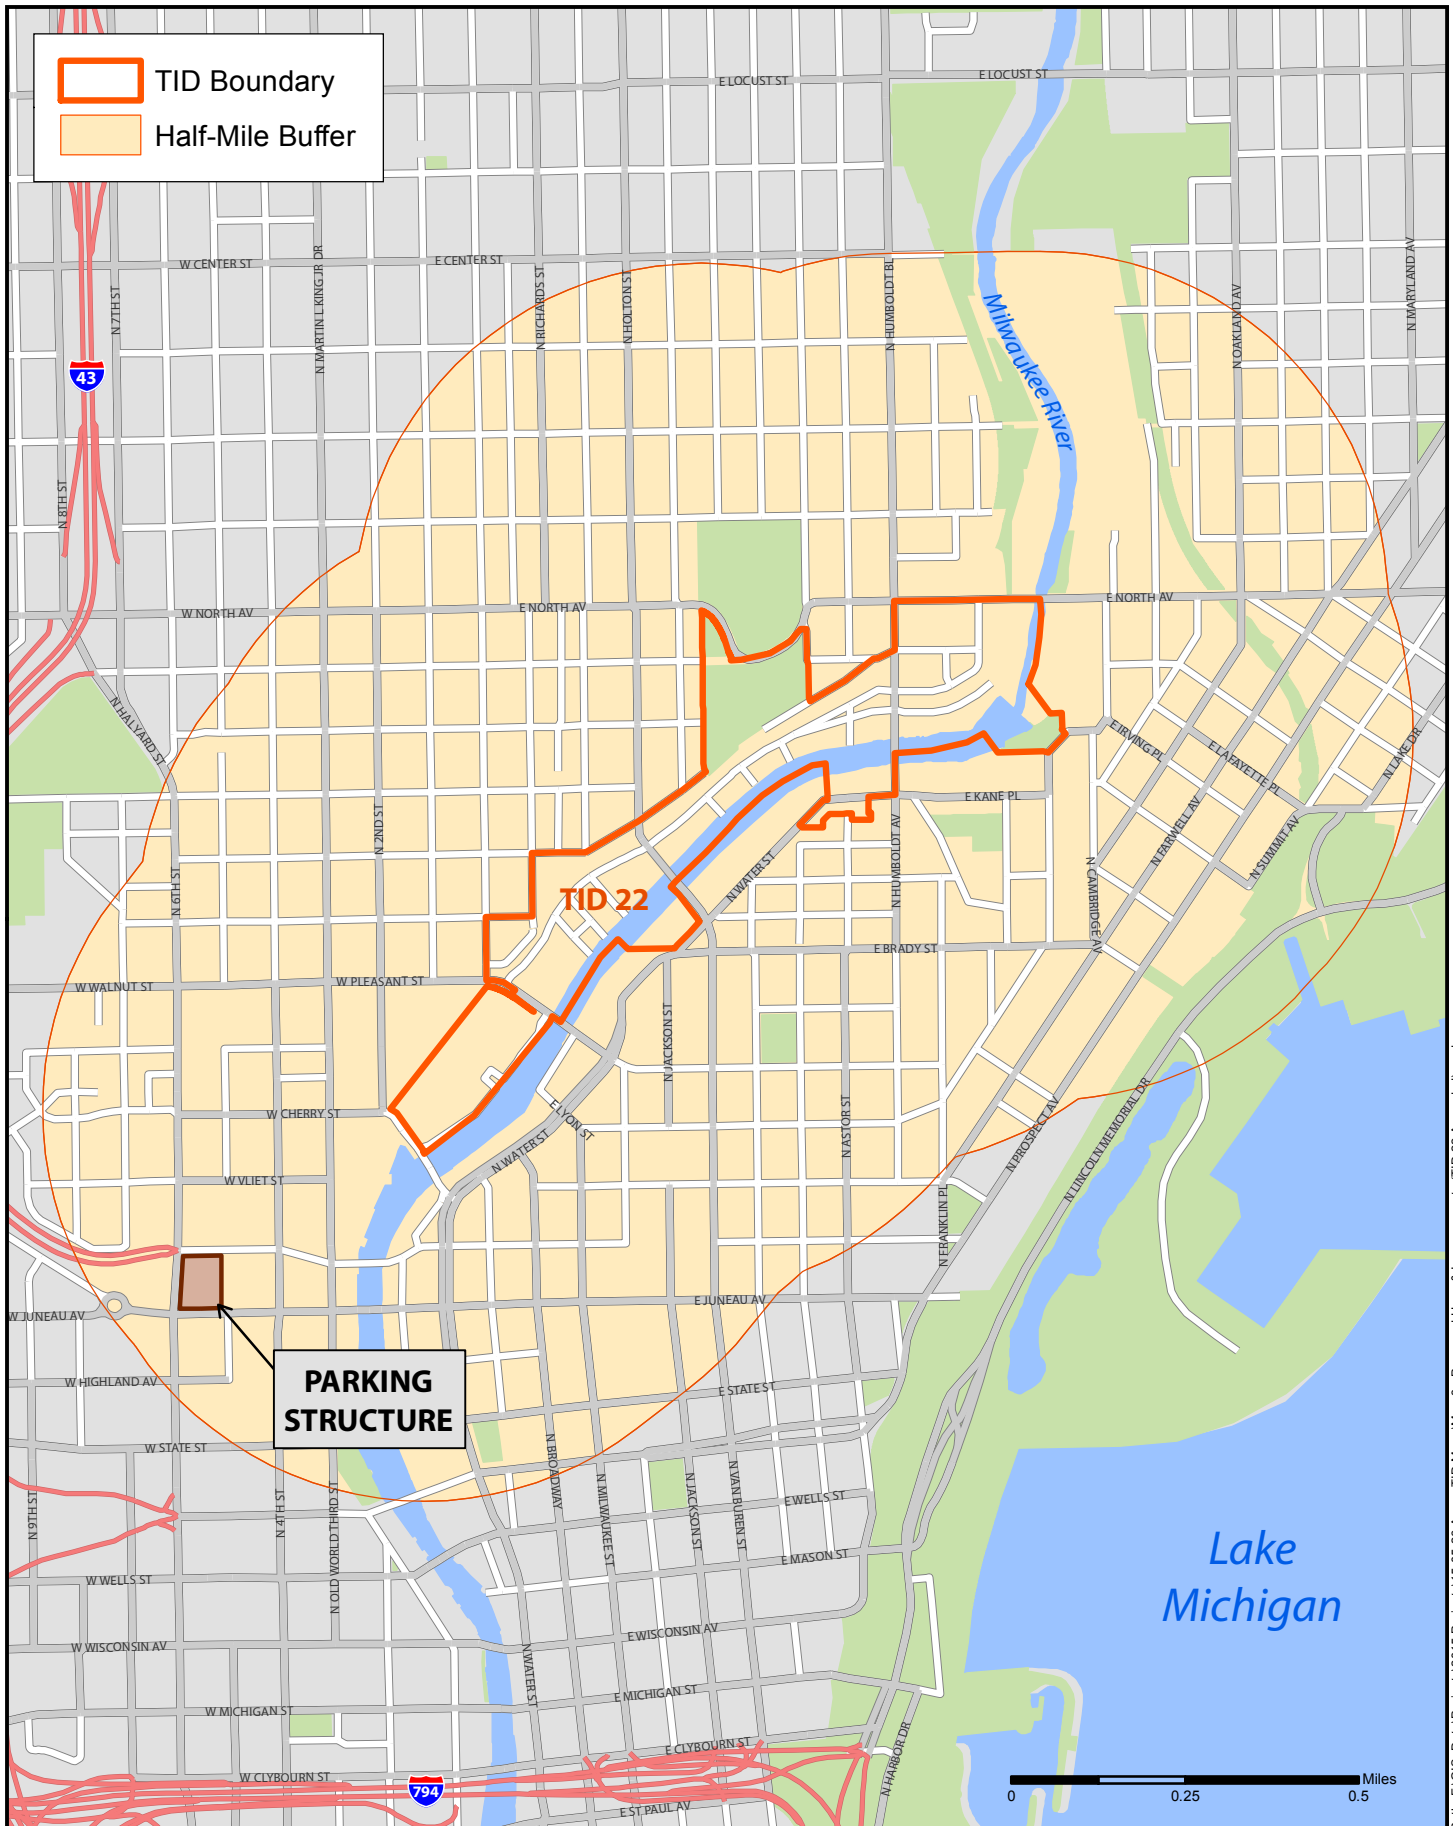 TID Boundary
Half-Mile Buffer
E LOCUST ST
E LOCUST ST
W CENTER ST
E CENTER ST
N 7TH ST
N MARTIN L KING JR DR
N RICHARDS ST
N HOLTON ST
N HUMBOLDT BL
N OAKLAND AV
N MARYLAND AV
43
Milwaukee River
N 8TH ST
W NORTH AV
E NORTH AV
E NORTH AV
N HALYARD ST
E IRVING PL
E LAFAYETTE PL
N LAKE DR
E KANE PL
N 2ND ST
N FARWELL AV
N SUMMIT AV
N 6TH ST
TID 22
N WATER ST
N HUMBOLDT AV
N CAMBRIDGE AV
E BRADY ST
W WALNUT ST
W PLEASANT ST
N JACKSON ST
W CHERRY ST
E LYON ST
N WATER ST
N ASTOR ST
N PROSPECT AV
N LINCOLN MEMORIAL DR
W VLIET ST
N FRANKLIN PL
W JUNEAU AV
E JUNEAU AV
PARKING
STRUCTURE
W HIGHLAND AV
E STATE ST
W STATE ST
N 9TH ST
N 4TH ST
N OLD WORLD THIRD ST
N BROADWAY
N MILWAUKEE ST
N JACKSON ST
N VAN BUREN ST
E WELLS ST
E MASON ST
W WELLS ST
Lake
Michigan
W WISCONSIN AV
E WISCONSIN AV
N WATER ST
E MICHIGAN ST
W MICHIGAN ST
E CLYBOURN ST
N HARBOR DR
W CLYBOURN ST
794
E ST PAUL AV
Miles
0
0.25
0.5